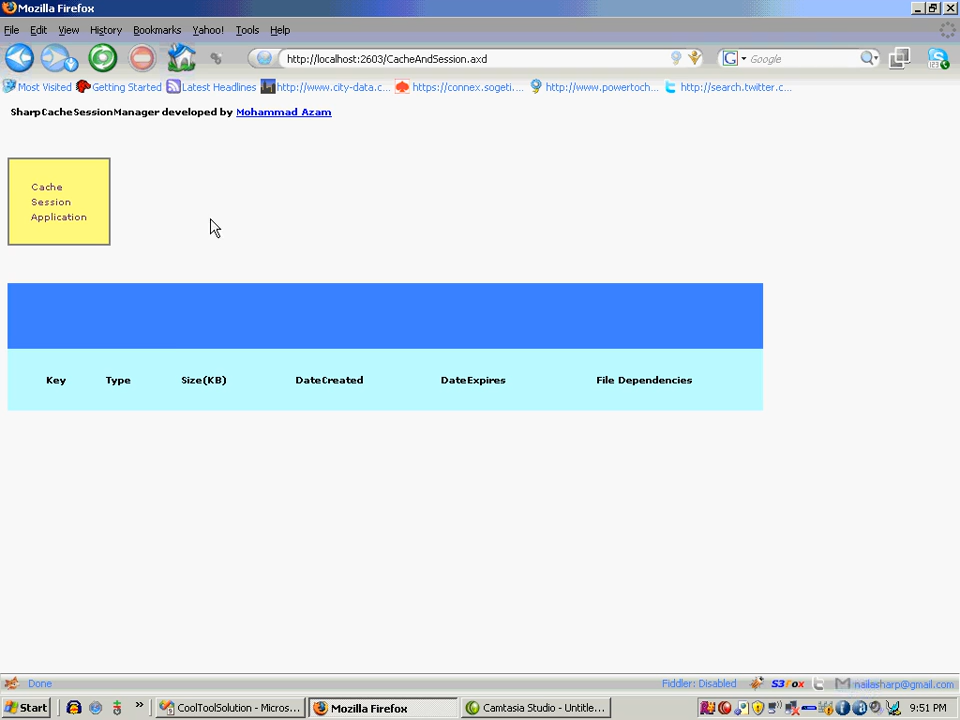 Mozilla Firefox
File Edit View History Bookmarks Yahoo! Tools Help
http://localhost:2603/CacheAndSession.axd
G Google
Most Visited Getting Started Latest Headlines http://www.city-data.c... https://connex.sogeti.... http://www.powertoch... http://search.twitter.c...
SharpCacheSessionManager developed by Mohammad Azam
Cache
Session
Application
Key Type Size(KB) DateCreated DateExpires File Dependencies
Done Fiddler: Disabled S3Fox nailasharp@gmail.com
Start » CoolToolSolution - Micros... Mozilla Firefox Camtasia Studio - Untitle... 9:51 PM